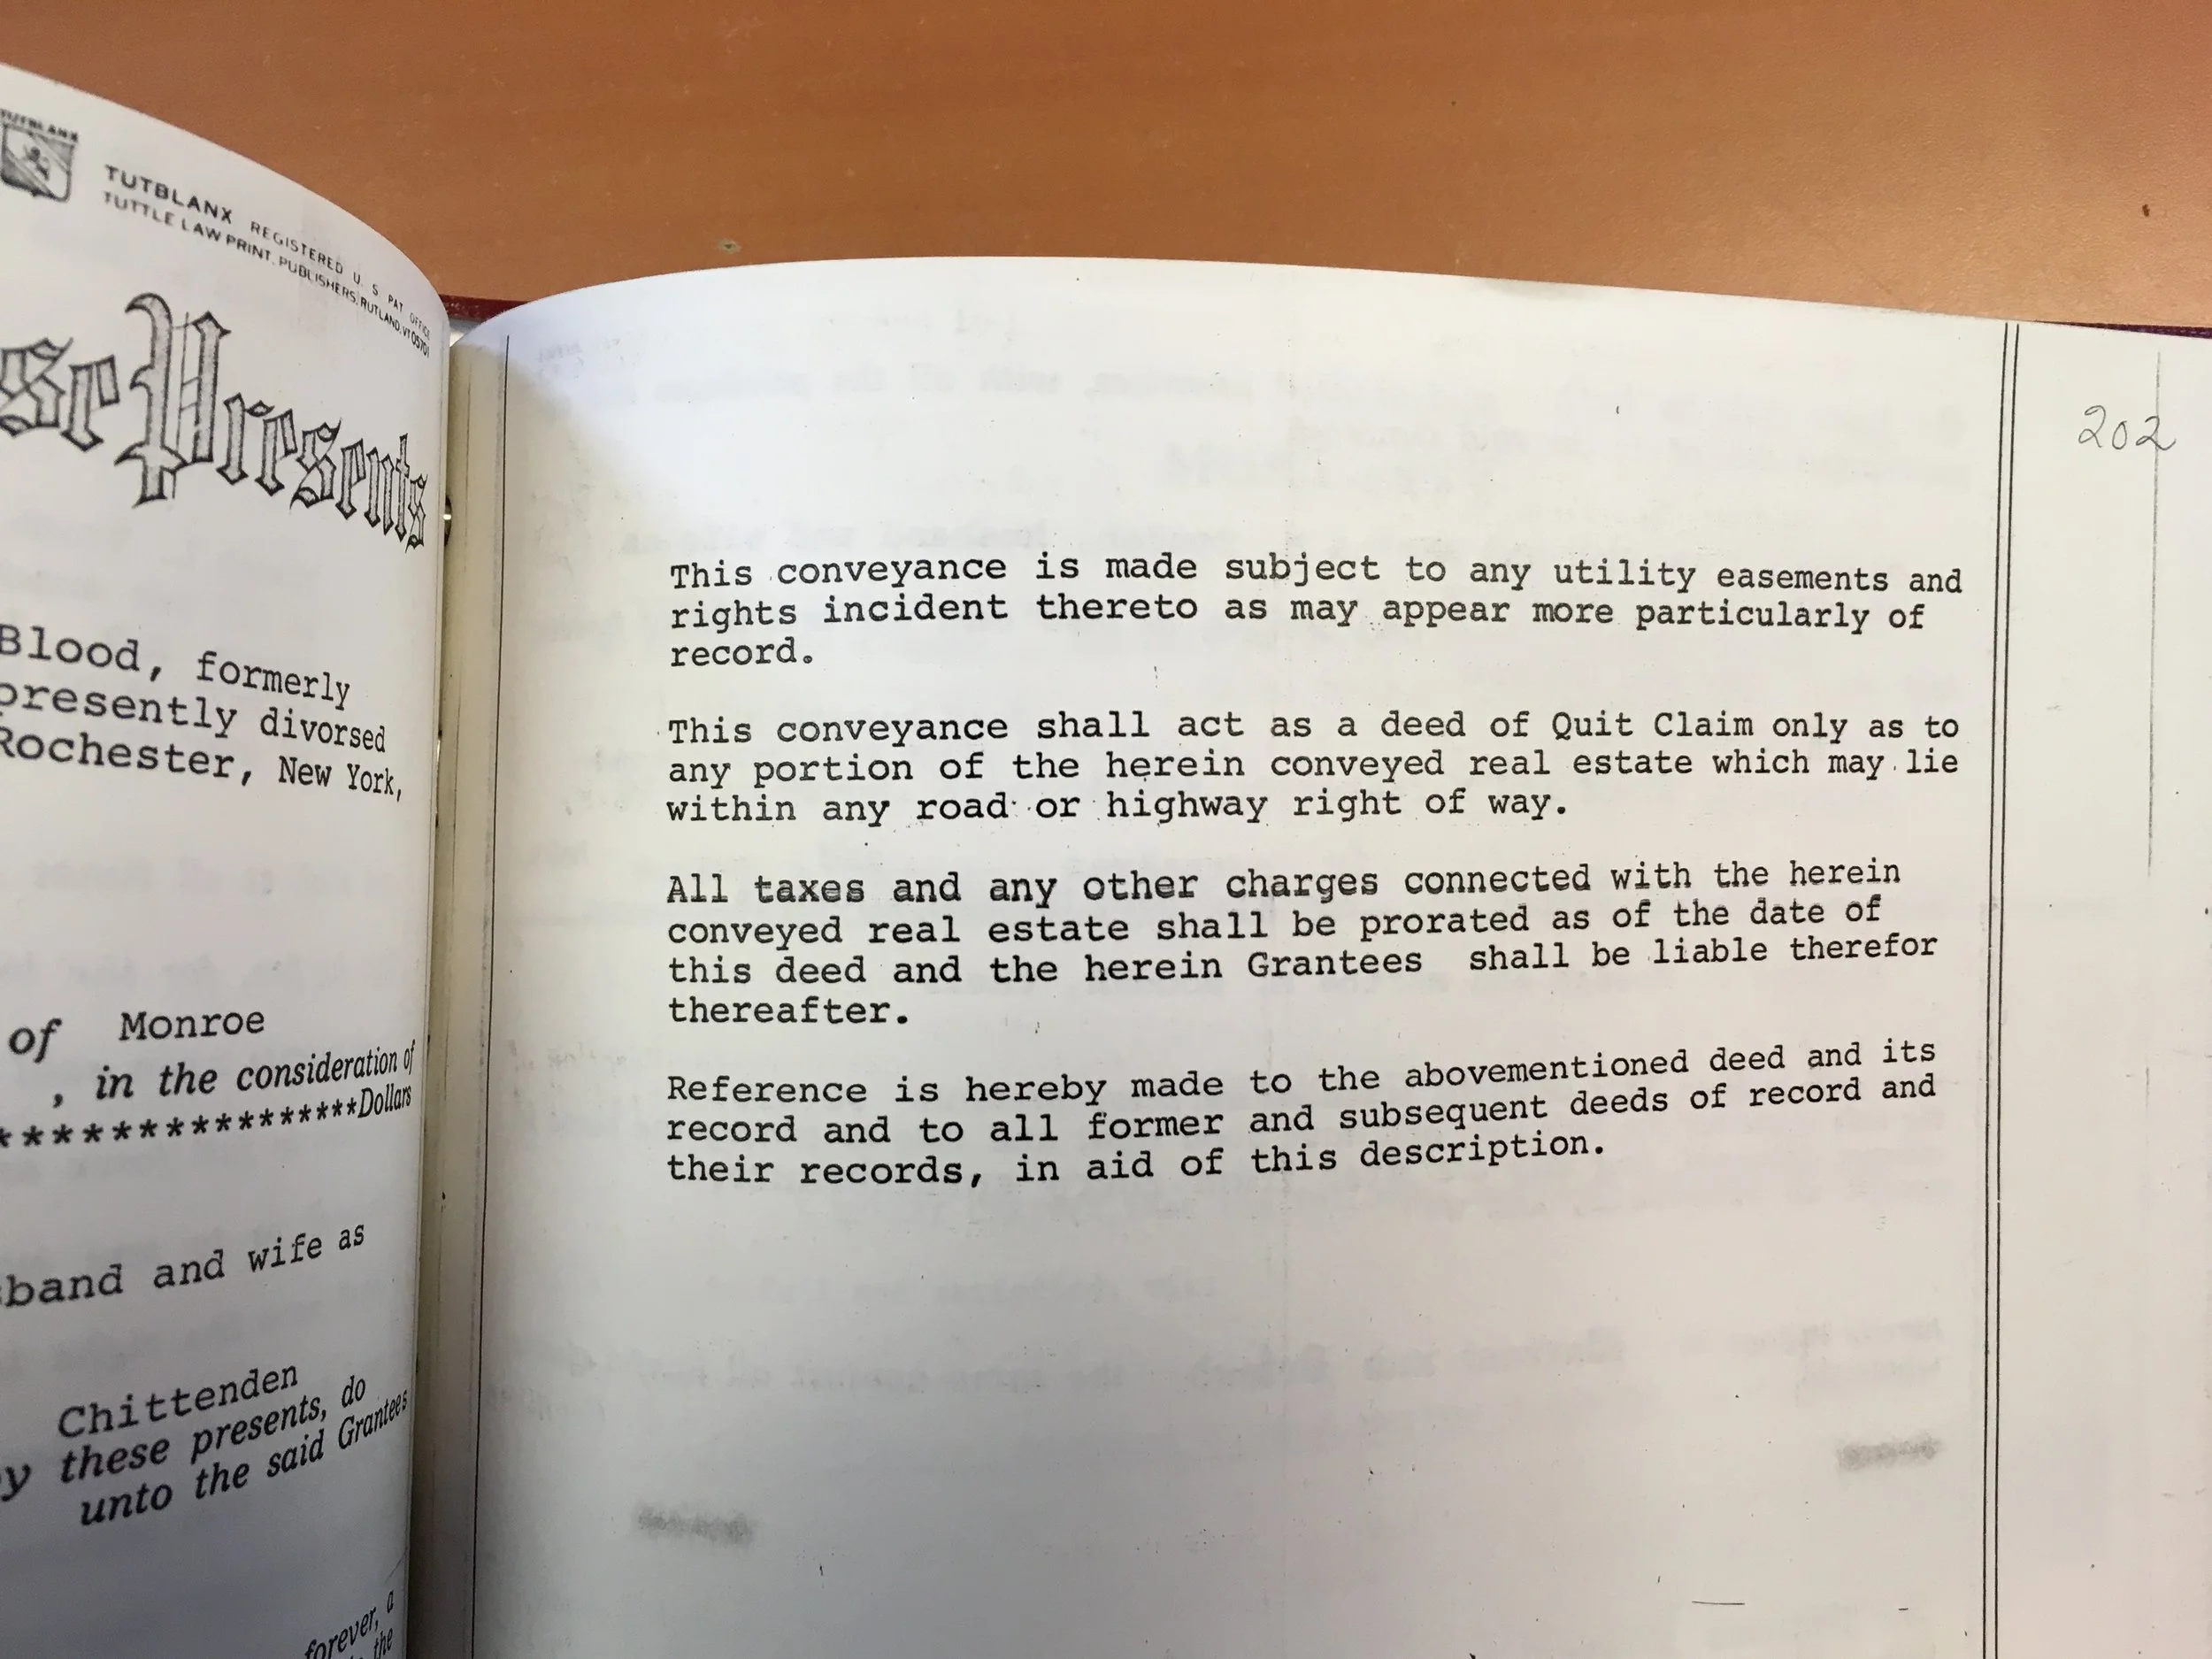 TUTBLANX
TUTBLANX REGISTERED U. S. PAT. OFFICE
TUTTLE LAW PRINT, PUBLISHERS, RUTLAND, VT 05701
se Presents
Blood, formerly
presently divorsed
Rochester, New York,
of Monroe
, in the consideration of
****************Dollars
band and wife as
Chittenden
y these presents, do
unto the said Grantees
forever, a
the
202
This conveyance is made subject to any utility easements and
rights incident thereto as may appear more particularly of
record.
This conveyance shall act as a deed of Quit Claim only as to
any portion of the herein conveyed real estate which may lie
within any road or highway right of way.
All taxes and any other charges connected with the herein
conveyed real estate shall be prorated as of the date of
this deed and the herein Grantees shall be liable therefor
thereafter.
Reference is hereby made to the abovementioned deed and its
record and to all former and subsequent deeds of record and
their records, in aid of this description.